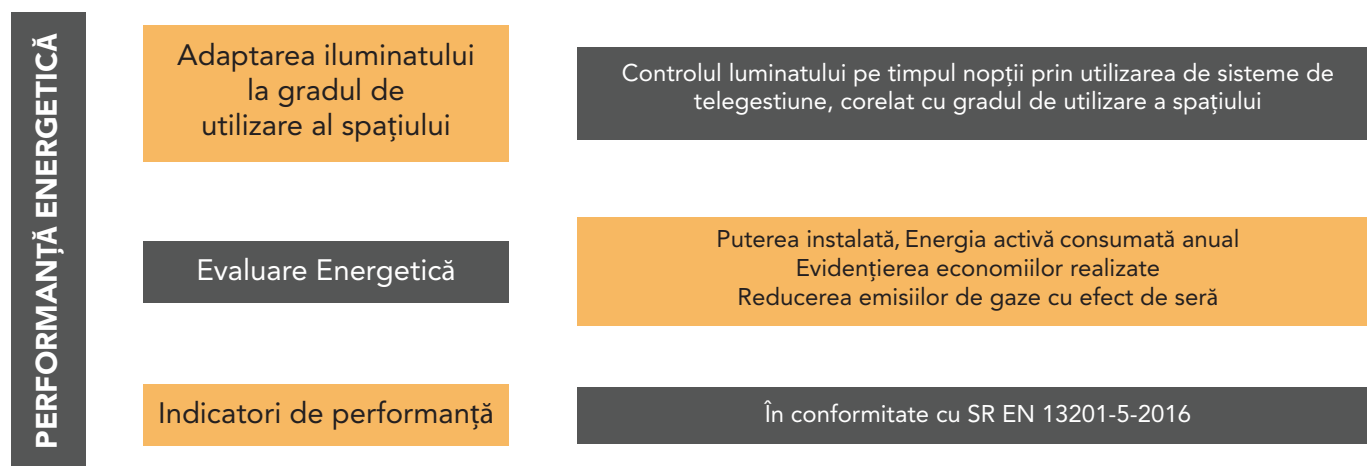 PERFORMANȚĂ ENERGETICĂ
Adaptarea iluminatului
la gradul de
utilizare al spațiului
Controlul luminatului pe timpul nopții prin utilizarea de sisteme de
telegestiune, corelat cu gradul de utilizare a spațiului
Evaluare Energetică
Puterea instalată, Energia activă consumată anual
Evidențierea economiilor realizate
Reducerea emisiilor de gaze cu efect de seră
Indicatori de performanță
În conformitate cu SR EN 13201-5-2016